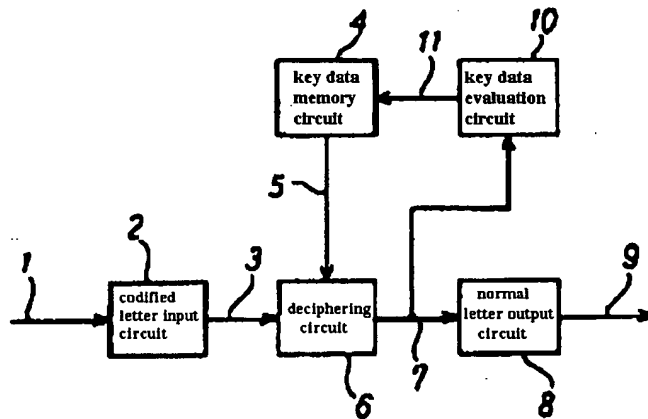 4
11
10
key data
memory
circuit
key data
evaluation
circuit
5
1
2
3
9
codified
letter input
circuit
deciphering
circuit
normal
letter output
circuit
6
7
8